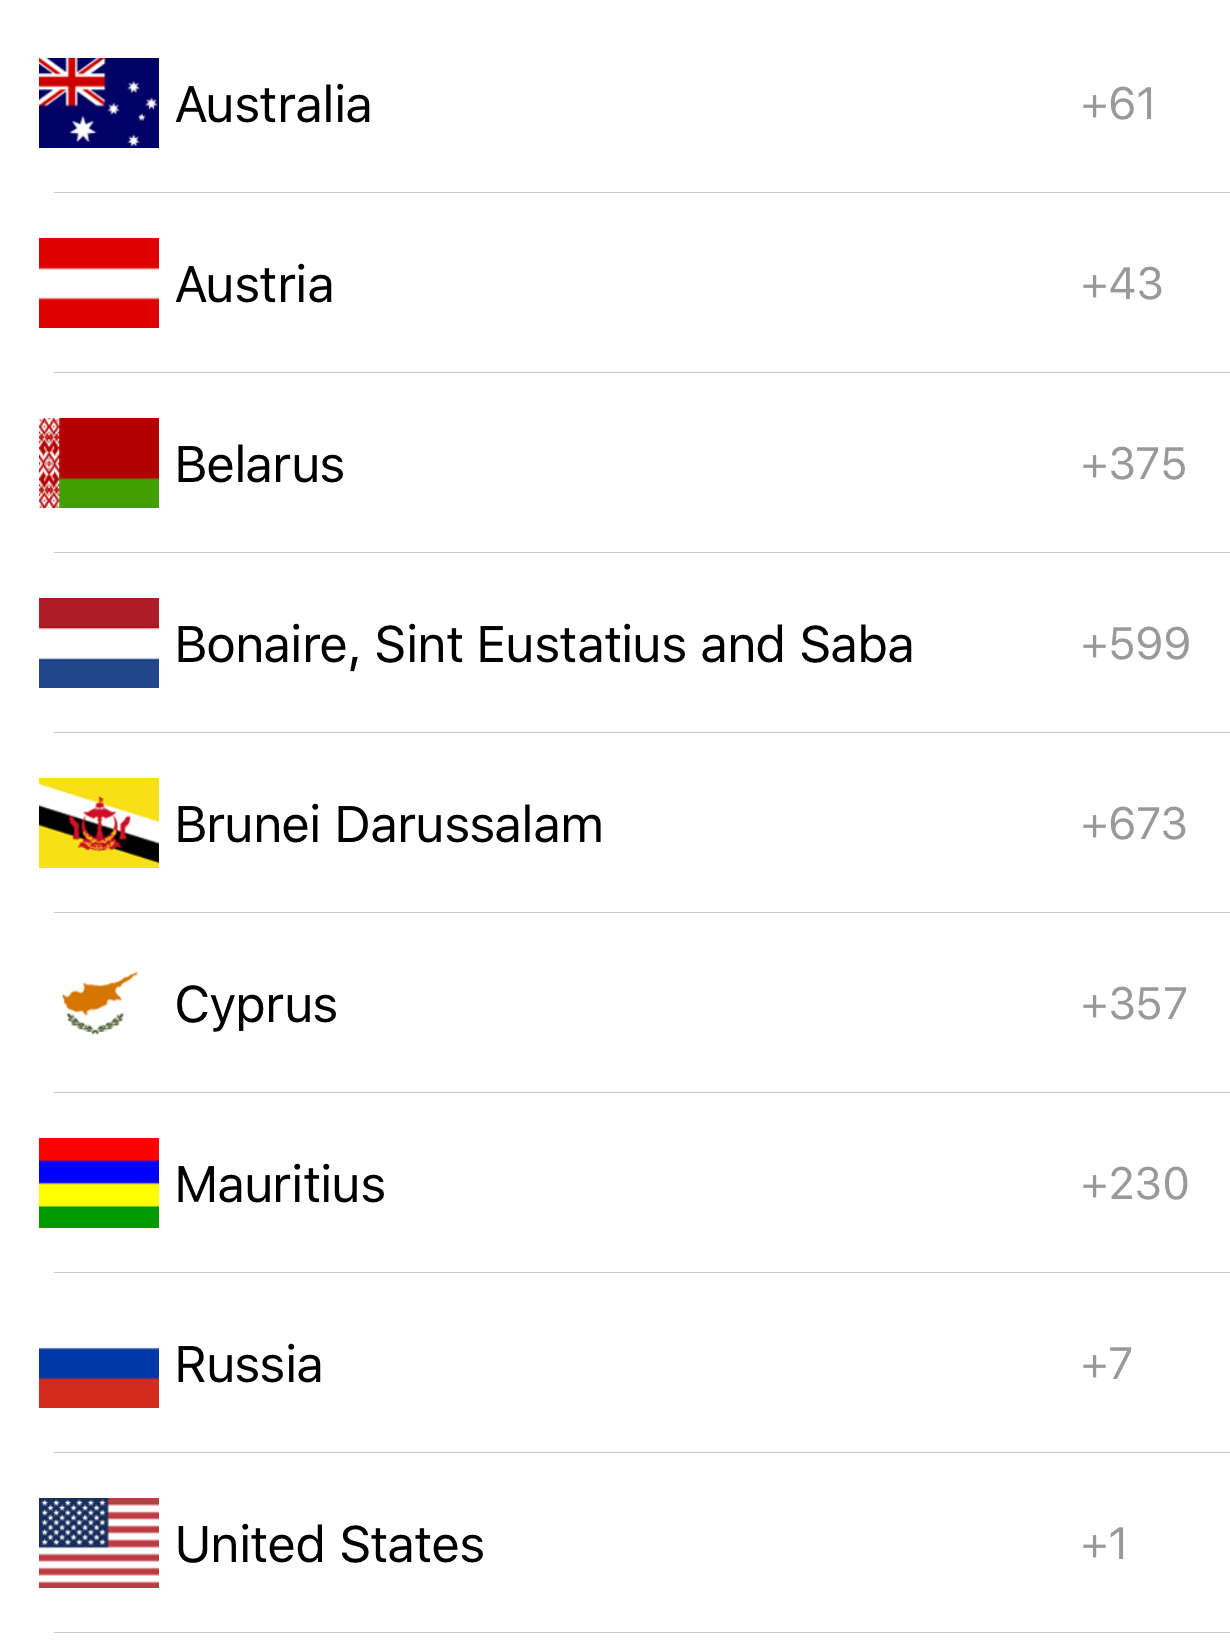 Australia +61
Austria +43
Belarus +375
Bonaire, Sint Eustatius and Saba +599
Brunei Darussalam +673
Cyprus +357
Mauritius +230
Russia +7
United States +1